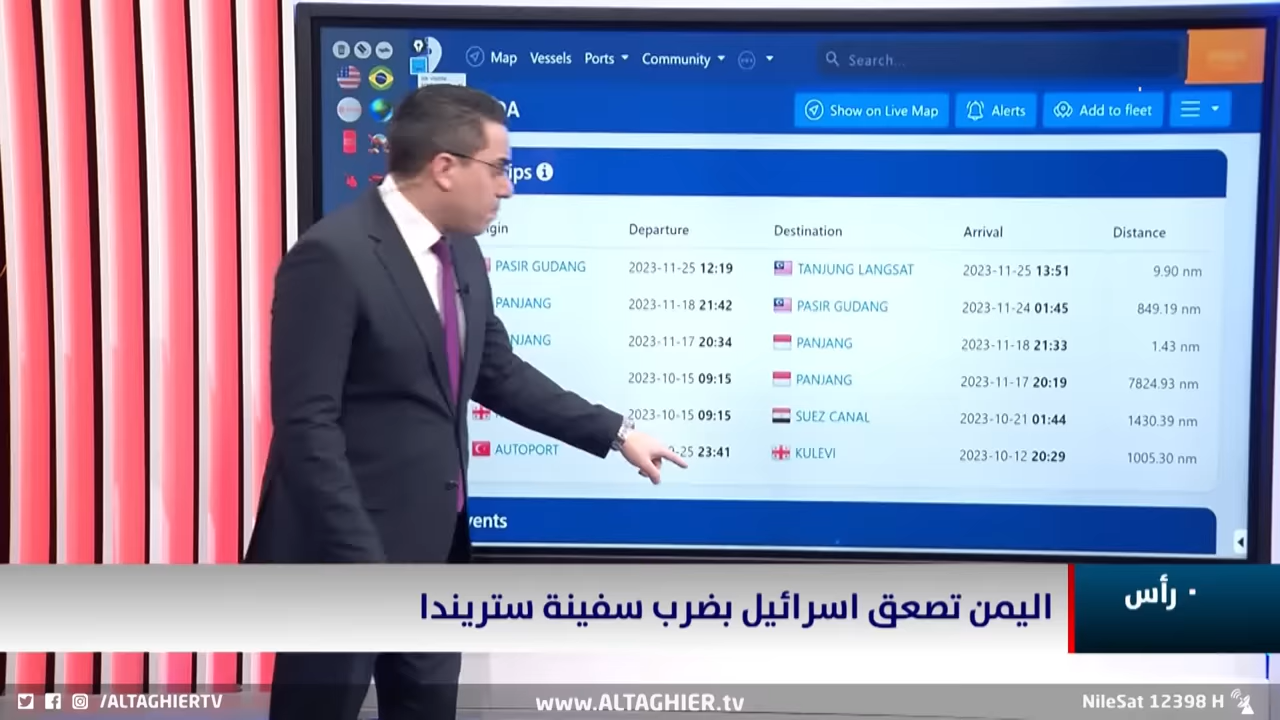 Map Vessels Ports Community Search...
Show on Live Map Alerts Add to fleet
Departure Destination Arrival Distance
PASIR GUDANG 2023-11-25 12:19 TANJUNG LANGSAT 2023-11-25 13:51 9.90 nm
PANJANG 2023-11-18 21:42 PASIR GUDANG 2023-11-24 01:45 849.19 nm
NJANG 2023-11-17 20:34 PANJANG 2023-11-18 21:33 1.43 nm
2023-10-15 09:15 PANJANG 2023-11-17 20:19 7824.93 nm
2023-10-15 09:15 SUEZ CANAL 2023-10-21 01:44 1430.39 nm
AUTOPORT 25 23:41 KULEVI 2023-10-12 20:29 1005.30 nm
vents
رأس
اليمن تصعق اسرائيل بضرب سفينة ستريندا
/ALTAGHIERTV www.ALTAGHIER.tv NileSat 12398 H